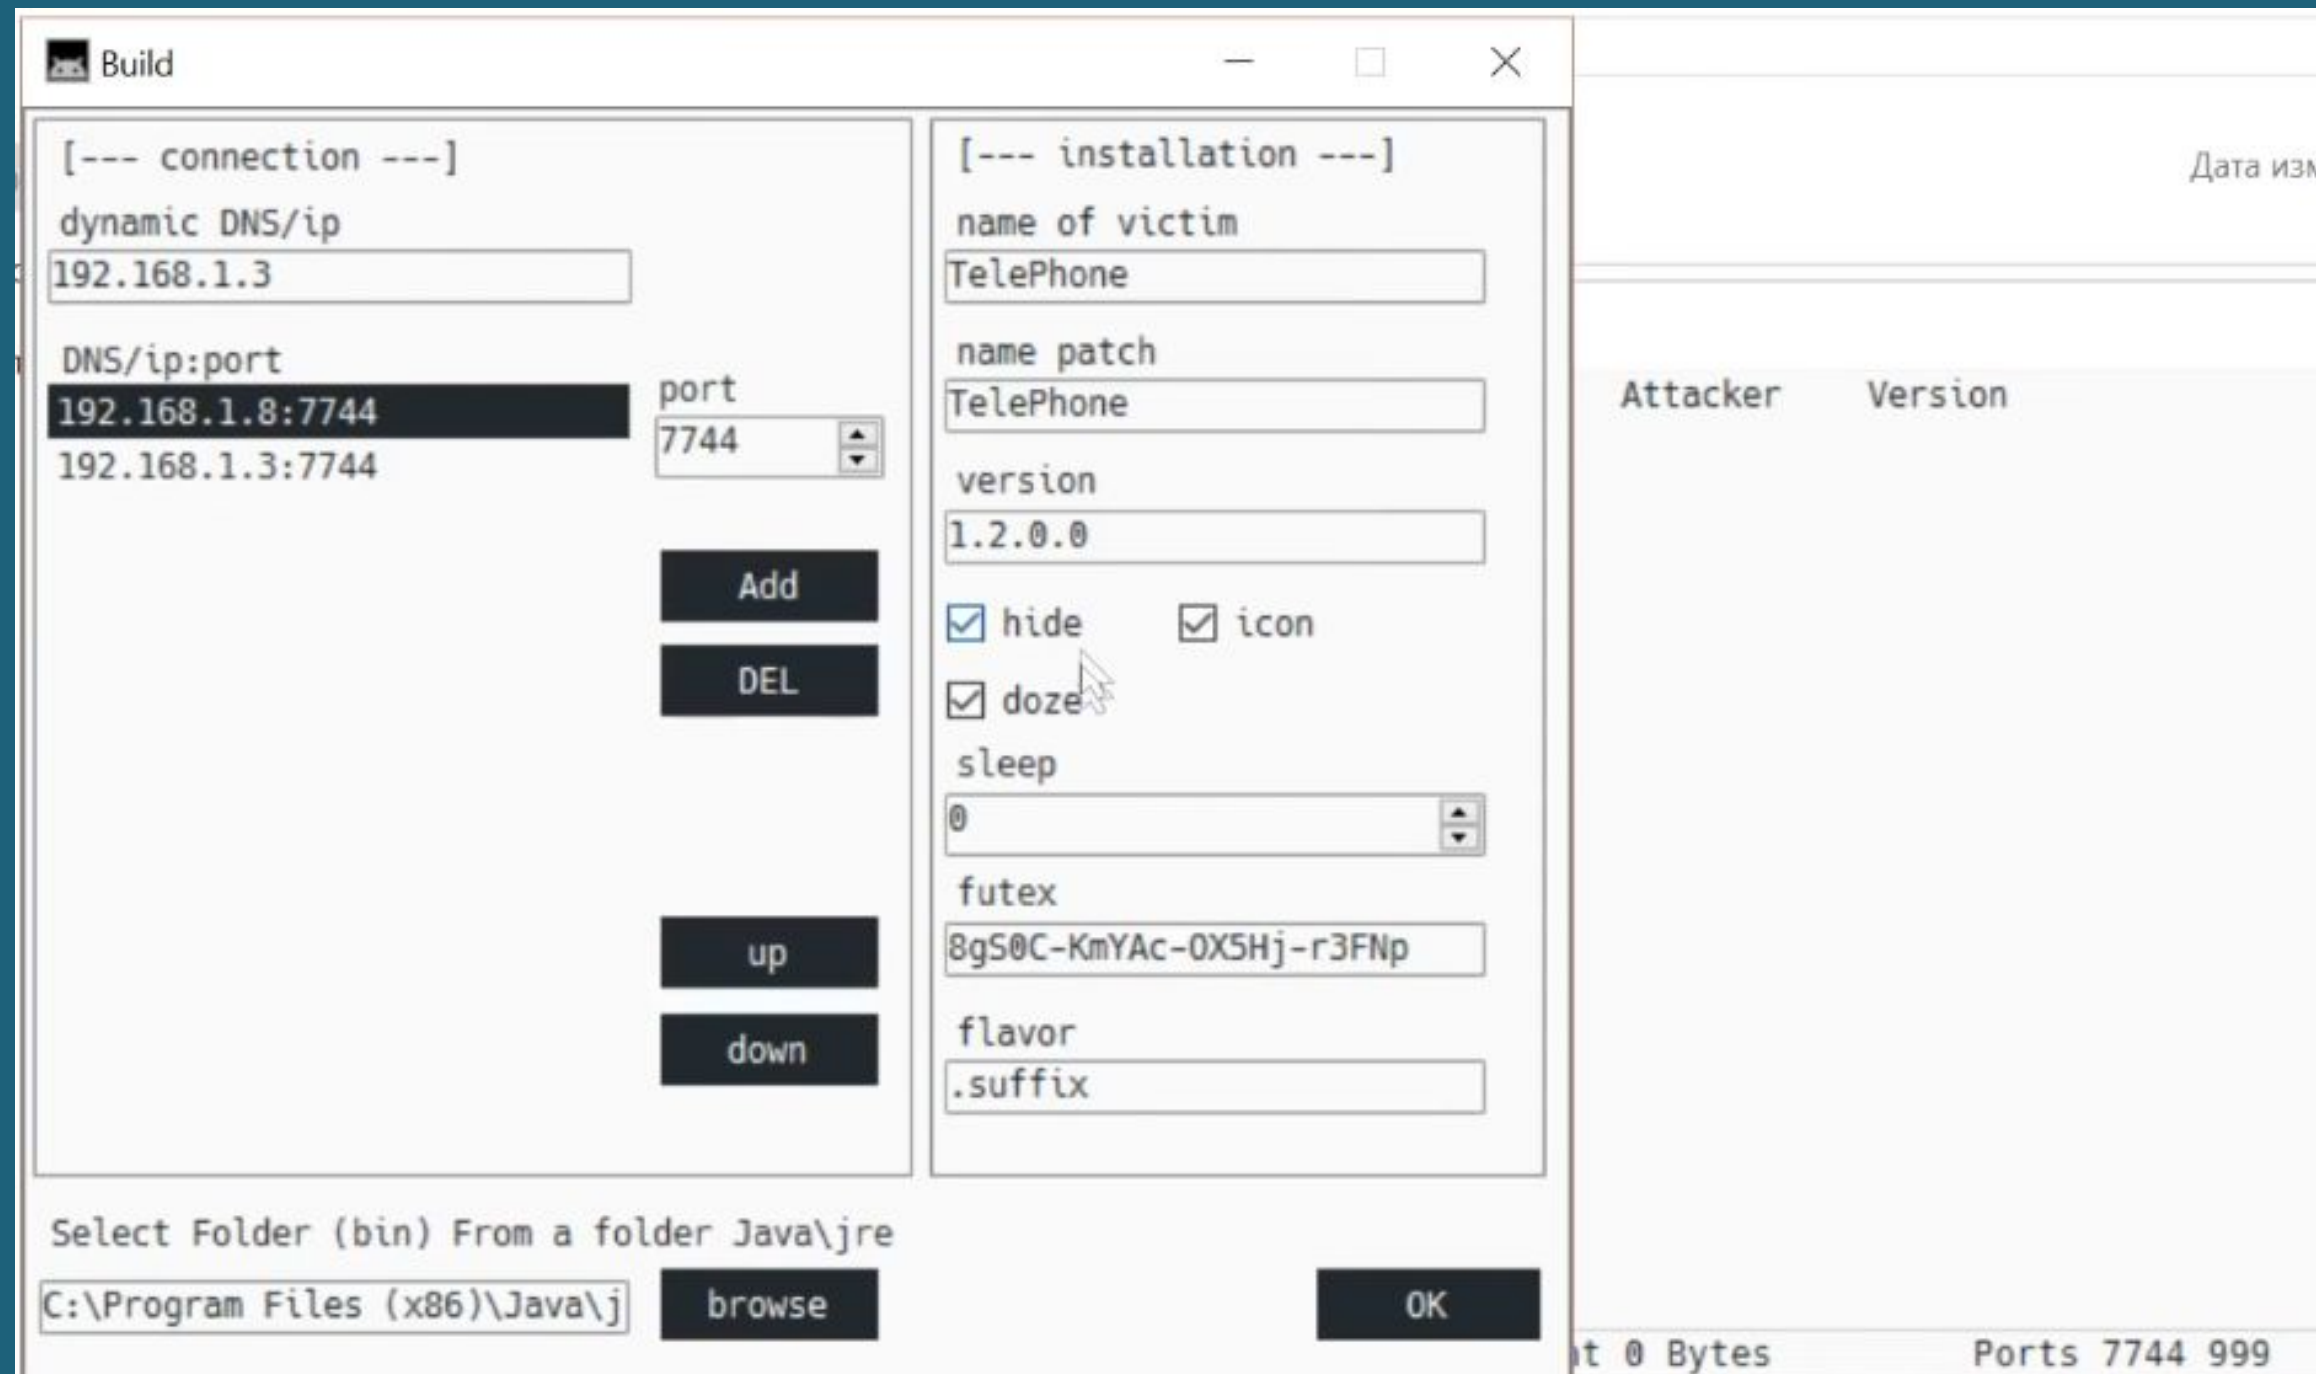 Build
[--- connection ---]
dynamic DNS/ip
192.168.1.3
DNS/ip:port
192.168.1.8:7744
192.168.1.3:7744
port
7744
Add
DEL
up
down
[--- installation ---]
name of victim
TelePhone
name patch
TelePhone
version
1.2.0.0
hide
icon
doze
sleep
0
futex
8gS0C-KmYAc-OX5Hj-r3FNp
flavor
.suffix
Select Folder (bin) From a folder Java\jre
C:\Program Files (x86)\Java\j
browse
OK
Дата
Attacker Version
0 Bytes
Ports 7744 999